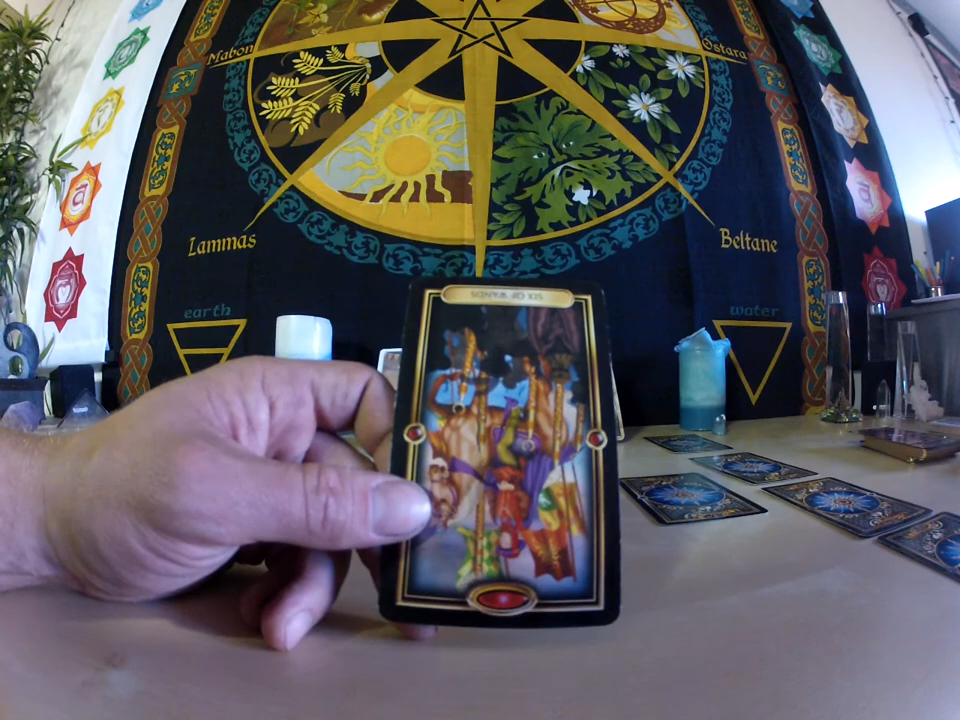 Mabon
Ostara
Lammas
Beltane
earth
water
SIX OF WANDS